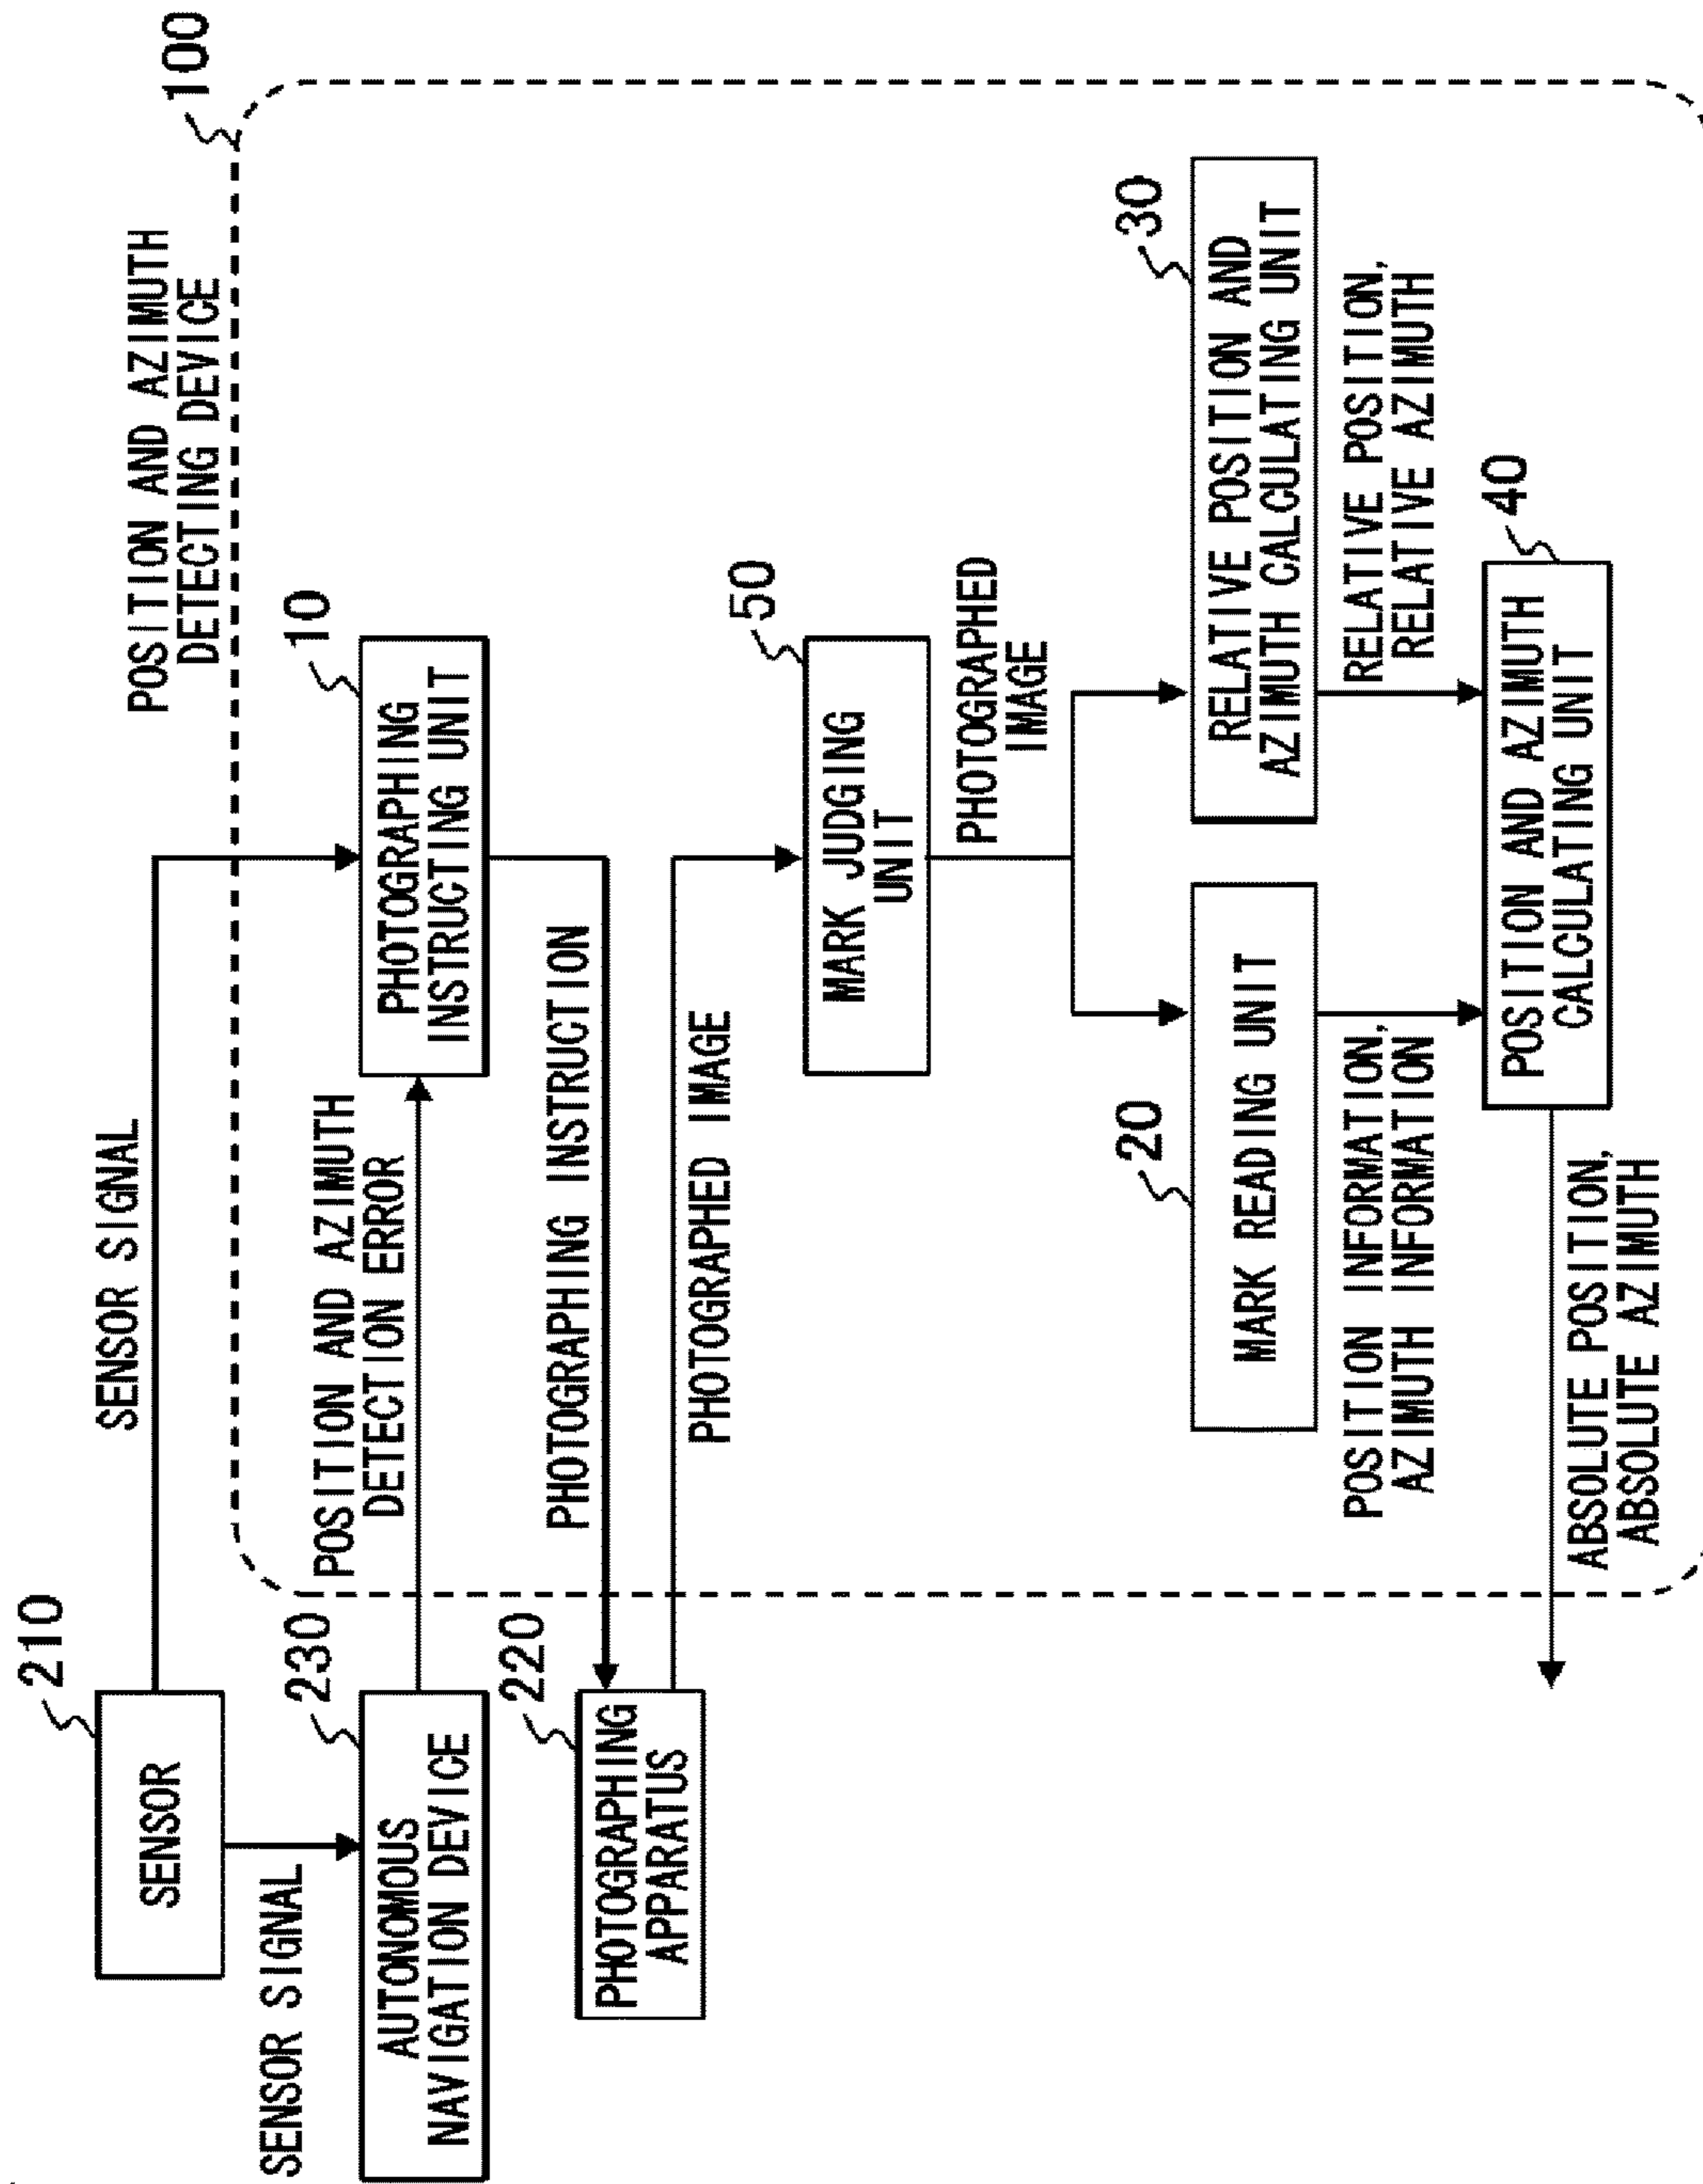 210
SENSOR
SENSOR SIGNAL
SENSOR SIGNAL
POSITION AND AZIMUTH
DETECTING DEVICE
100
230
AUTONOMOUS
NAVIGATION DEVICE
POSITION AND AZIMUTH
DETECTION ERROR
10
PHOTOGRAPHING
INSTRUCTING UNIT
220
PHOTOGRAPHING
APPARATUS
PHOTOGRAPHING INSTRUCTION
PHOTOGRAPHED IMAGE
50
MARK JUDGING
UNIT
PHOTOGRAPHED
IMAGE
20
MARK READING UNIT
30
RELATIVE POSITION AND
AZIMUTH CALCULATING UNIT
POSITION INFORMATION,
AZIMUTH INFORMATION
RELATIVE POSITION,
RELATIVE AZIMUTH
40
POSITION AND AZIMUTH
CALCULATING UNIT
ABSOLUTE POSITION,
ABSOLUTE AZIMUTH